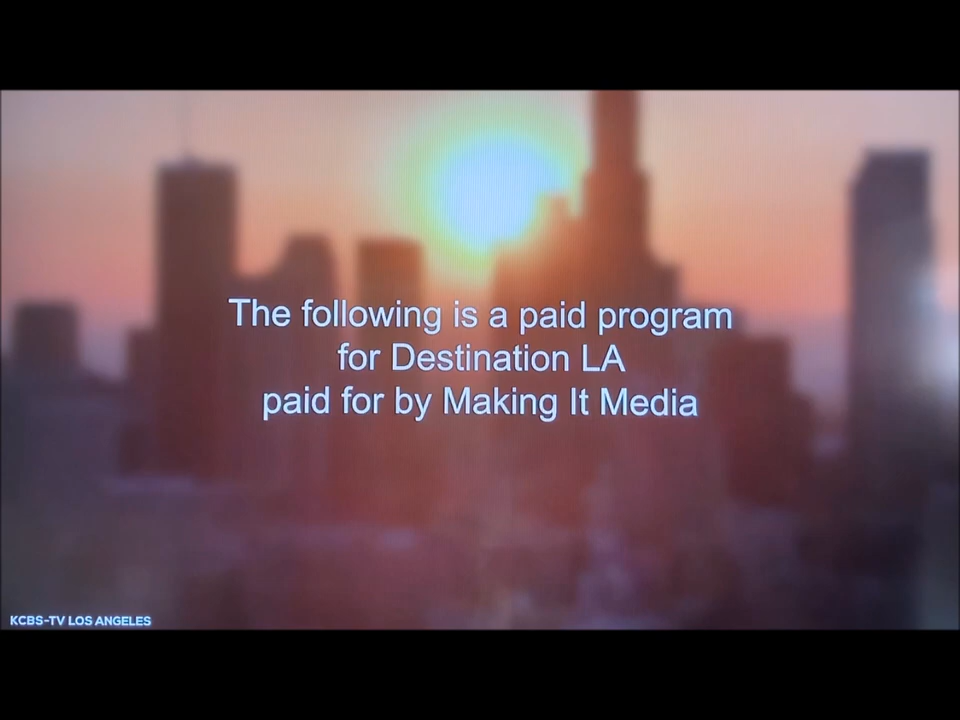 The following is a paid program
for Destination LA
paid for by Making It Media
KCBS-TV LOS ANGELES